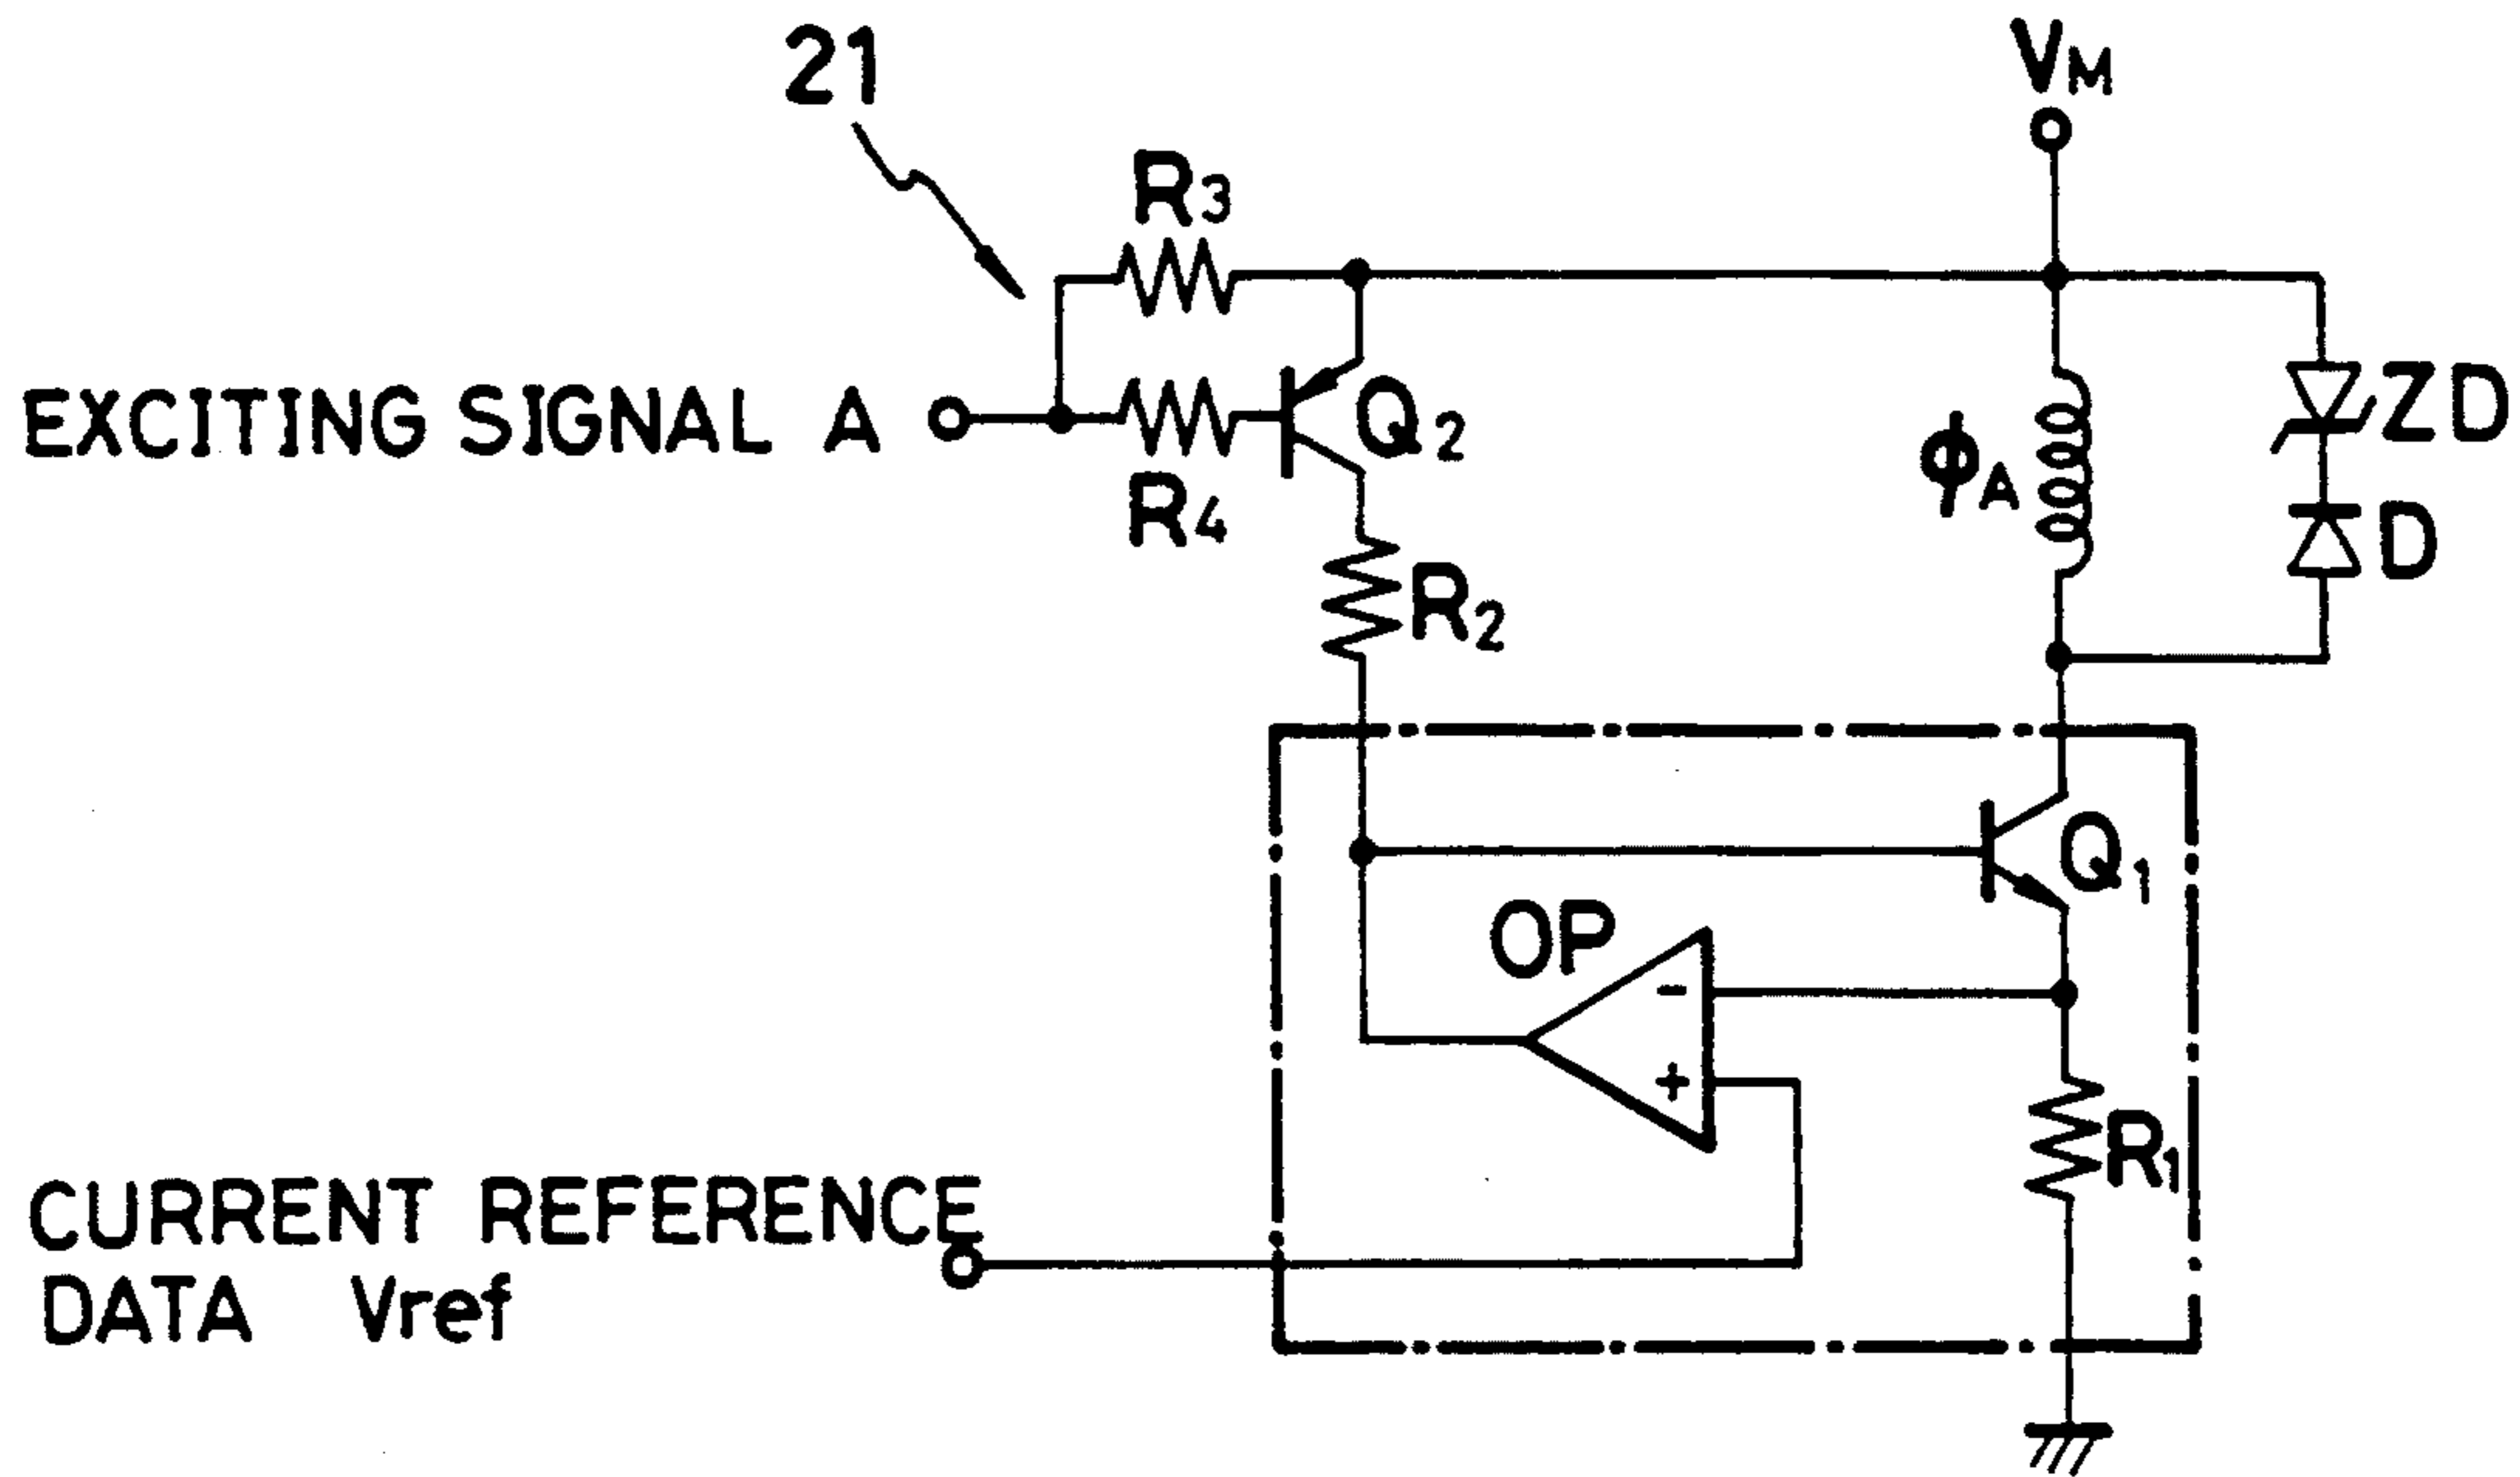 21
VM
R3
EXCITING SIGNAL A
Q2
R4
ϕA
ZD
D
R2
Q1
OP
-
+
R1
CURRENT REFERENCE
DATA Vref